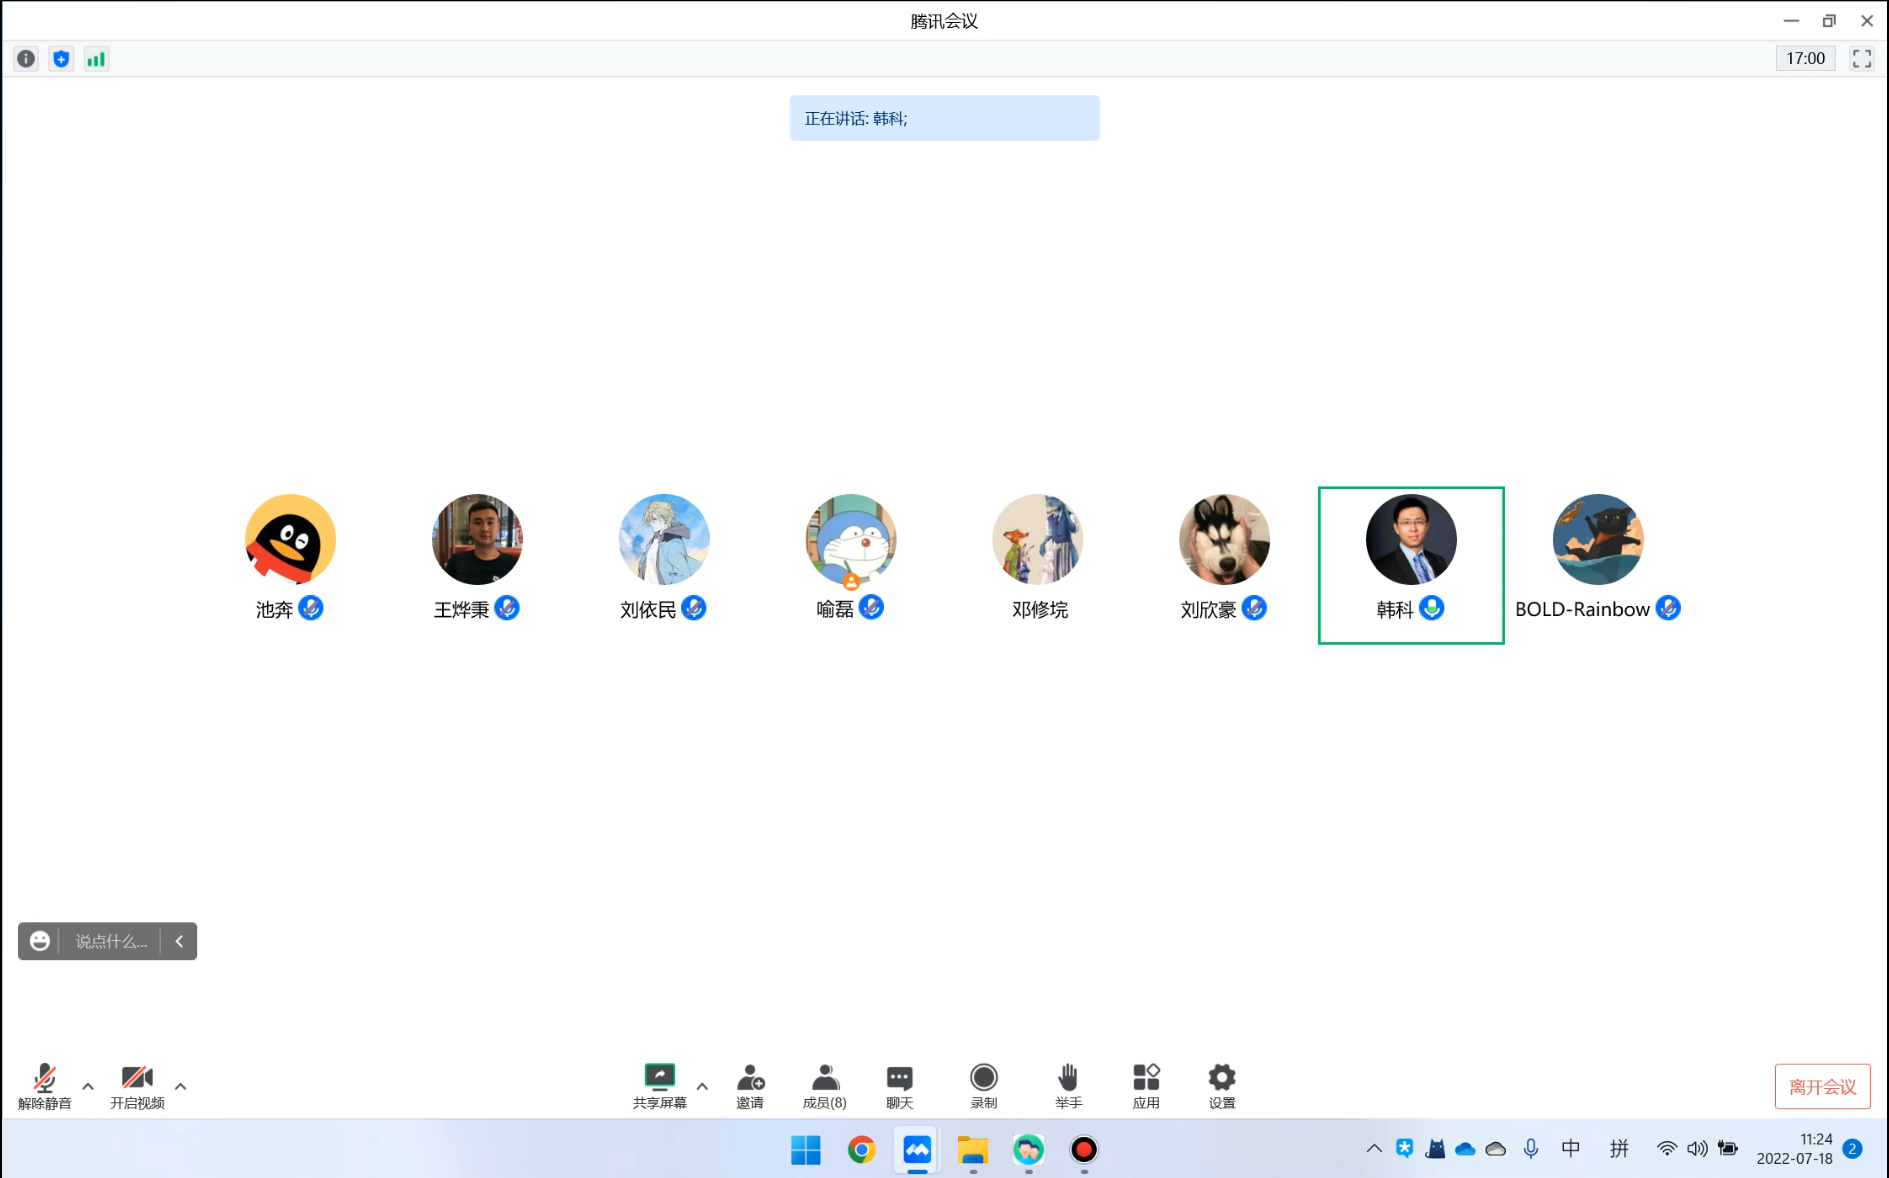 腾讯会议
17:00
正在讲话: 韩科;
池奔
王烨秉
刘依民
喻磊
邓修垸
刘欣豪
韩科
BOLD-Rainbow
说点什么...
解除静音
开启视频
共享屏幕
邀请
成员(8)
聊天
录制
举手
应用
设置
离开会议
中
拼
11:24
2022-07-18
2